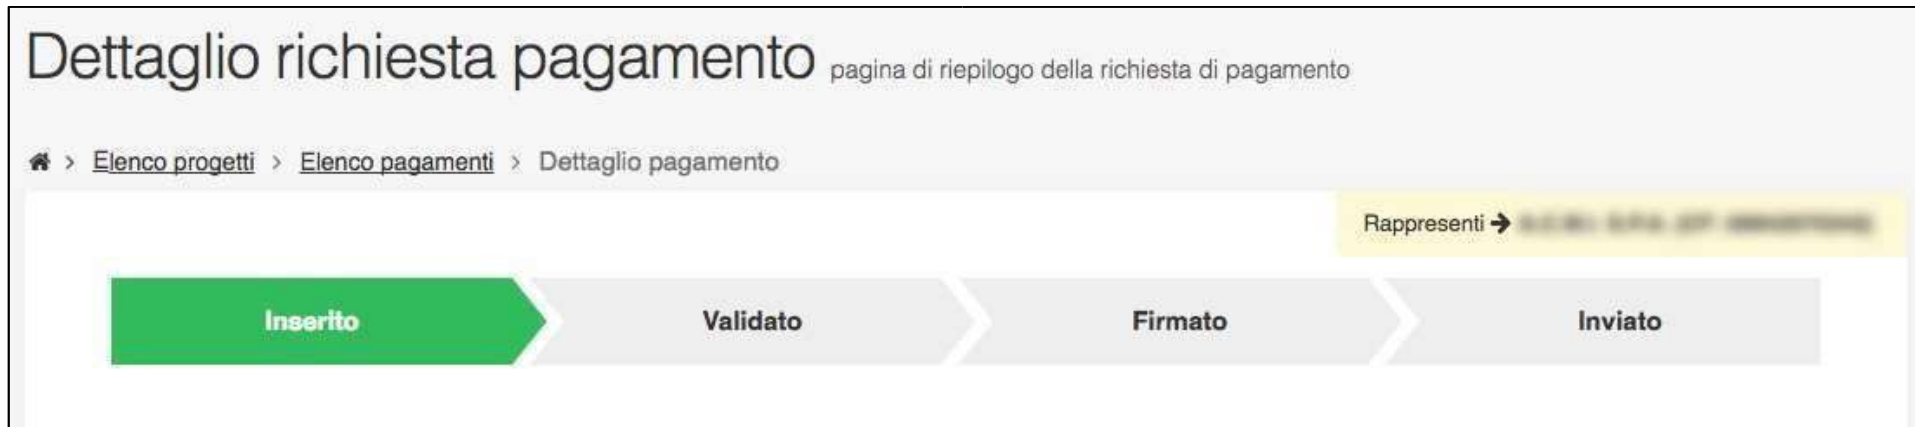 Dettaglio richiesta pagamento pagina di riepilogo della richiesta di pagamento
> Elenco progetti > Elenco pagamenti > Dettaglio pagamento
Rappresenti →
Inserito Validato Firmato Inviato